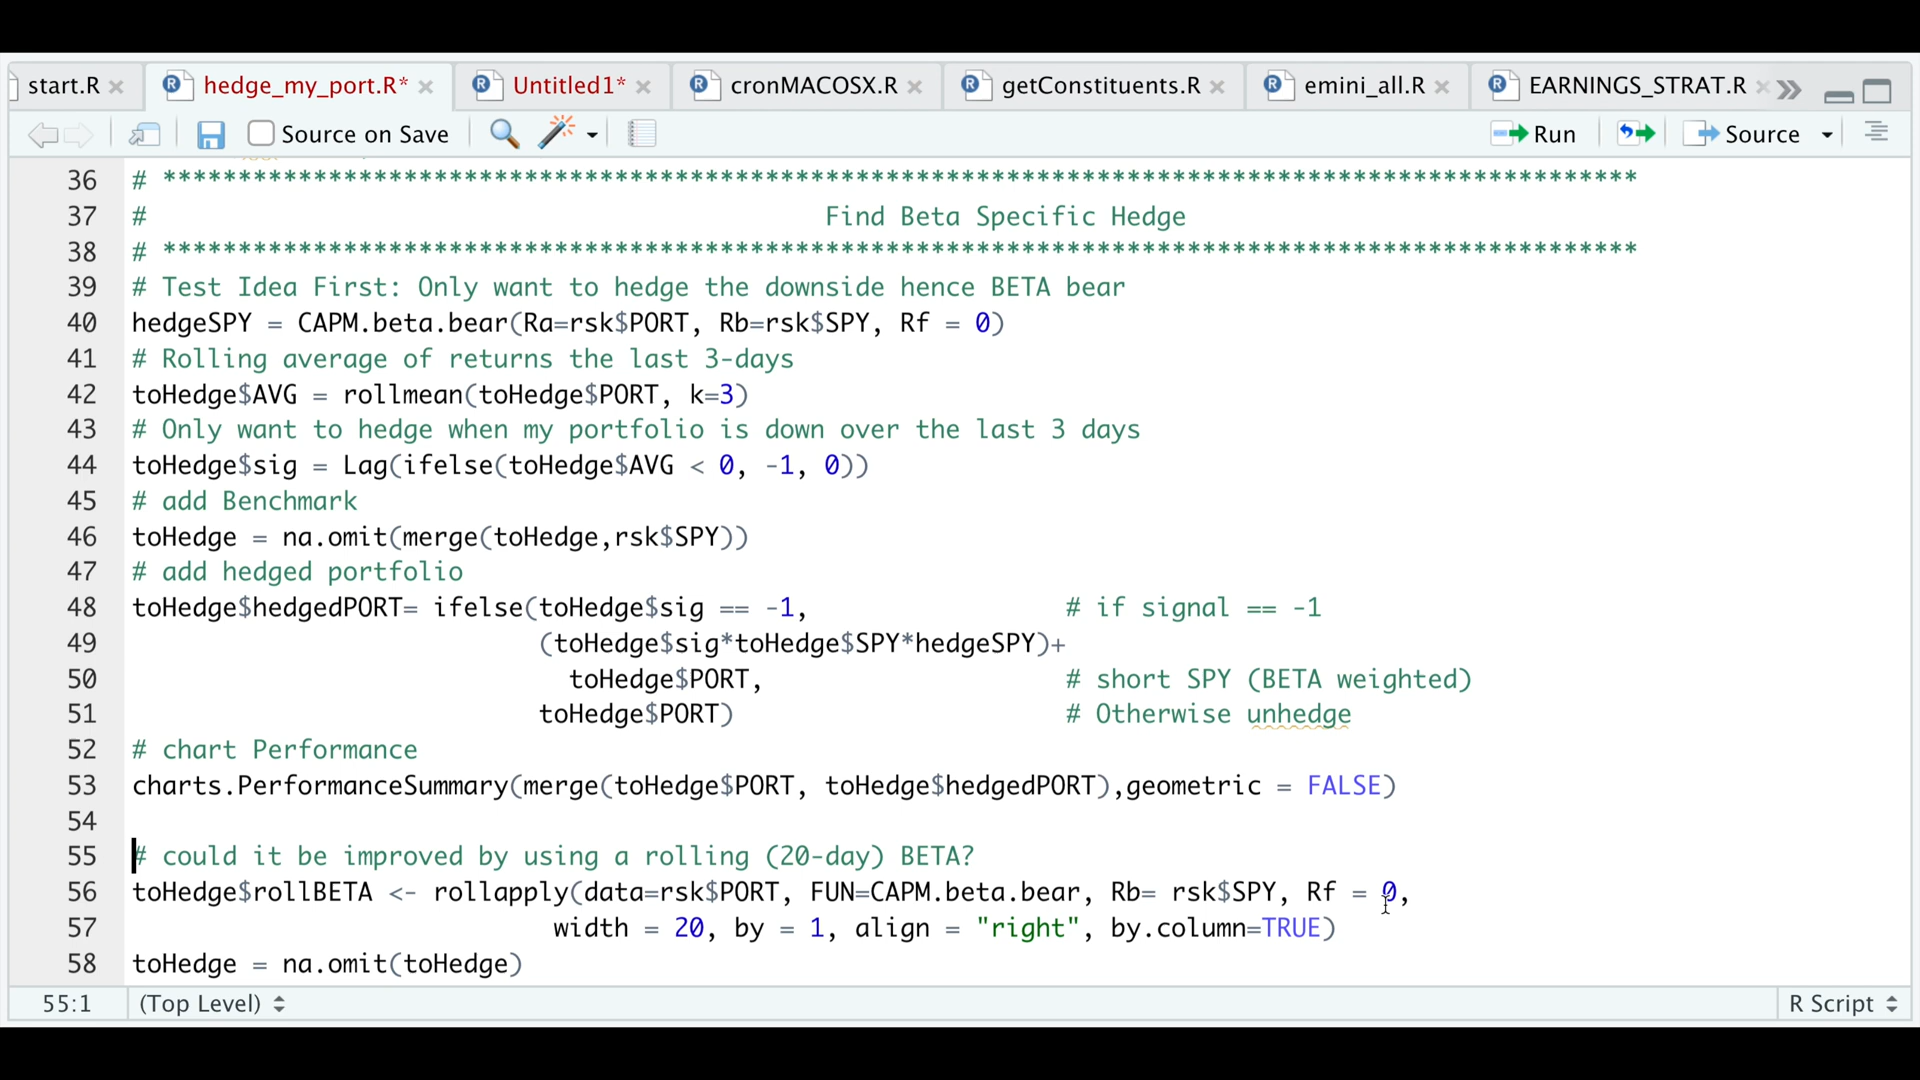 start.R hedge_my_port.R* Untitled1* cronMACOSX.R getConstituents.R emini_all.R EARNINGS_STRAT.R
Source on Save Run Source
36 # **************************************************************************************************
37 # Find Beta Specific Hedge
38 # **************************************************************************************************
39 # Test Idea First: Only want to hedge the downside hence BETA bear
40 hedgeSPY = CAPM.beta.bear(Ra=rsk$PORT, Rb=rsk$SPY, Rf = 0)
41 # Rolling average of returns the last 3-days
42 toHedge$AVG = rollmean(toHedge$PORT, k=3)
43 # Only want to hedge when my portfolio is down over the last 3 days
44 toHedge$sig = Lag(ifelse(toHedge$AVG < 0, -1, 0))
45 # add Benchmark
46 toHedge = na.omit(merge(toHedge,rsk$SPY))
47 # add hedged portfolio
48 toHedge$hedgedPORT= ifelse(toHedge$sig == -1, # if signal == -1
49 (toHedge$sig*toHedge$SPY*hedgeSPY)+
50 toHedge$PORT, # short SPY (BETA weighted)
51 toHedge$PORT) # Otherwise unhedge
52 # chart Performance
53 charts.PerformanceSummary(merge(toHedge$PORT, toHedge$hedgedPORT),geometric = FALSE)
54
55 # could it be improved by using a rolling (20-day) BETA?
56 toHedge$rollBETA <- rollapply(data=rsk$PORT, FUN=CAPM.beta.bear, Rb= rsk$SPY, Rf = 0,
57 width = 20, by = 1, align = "right", by.column=TRUE)
58 toHedge = na.omit(toHedge)
55:1 (Top Level) R Script